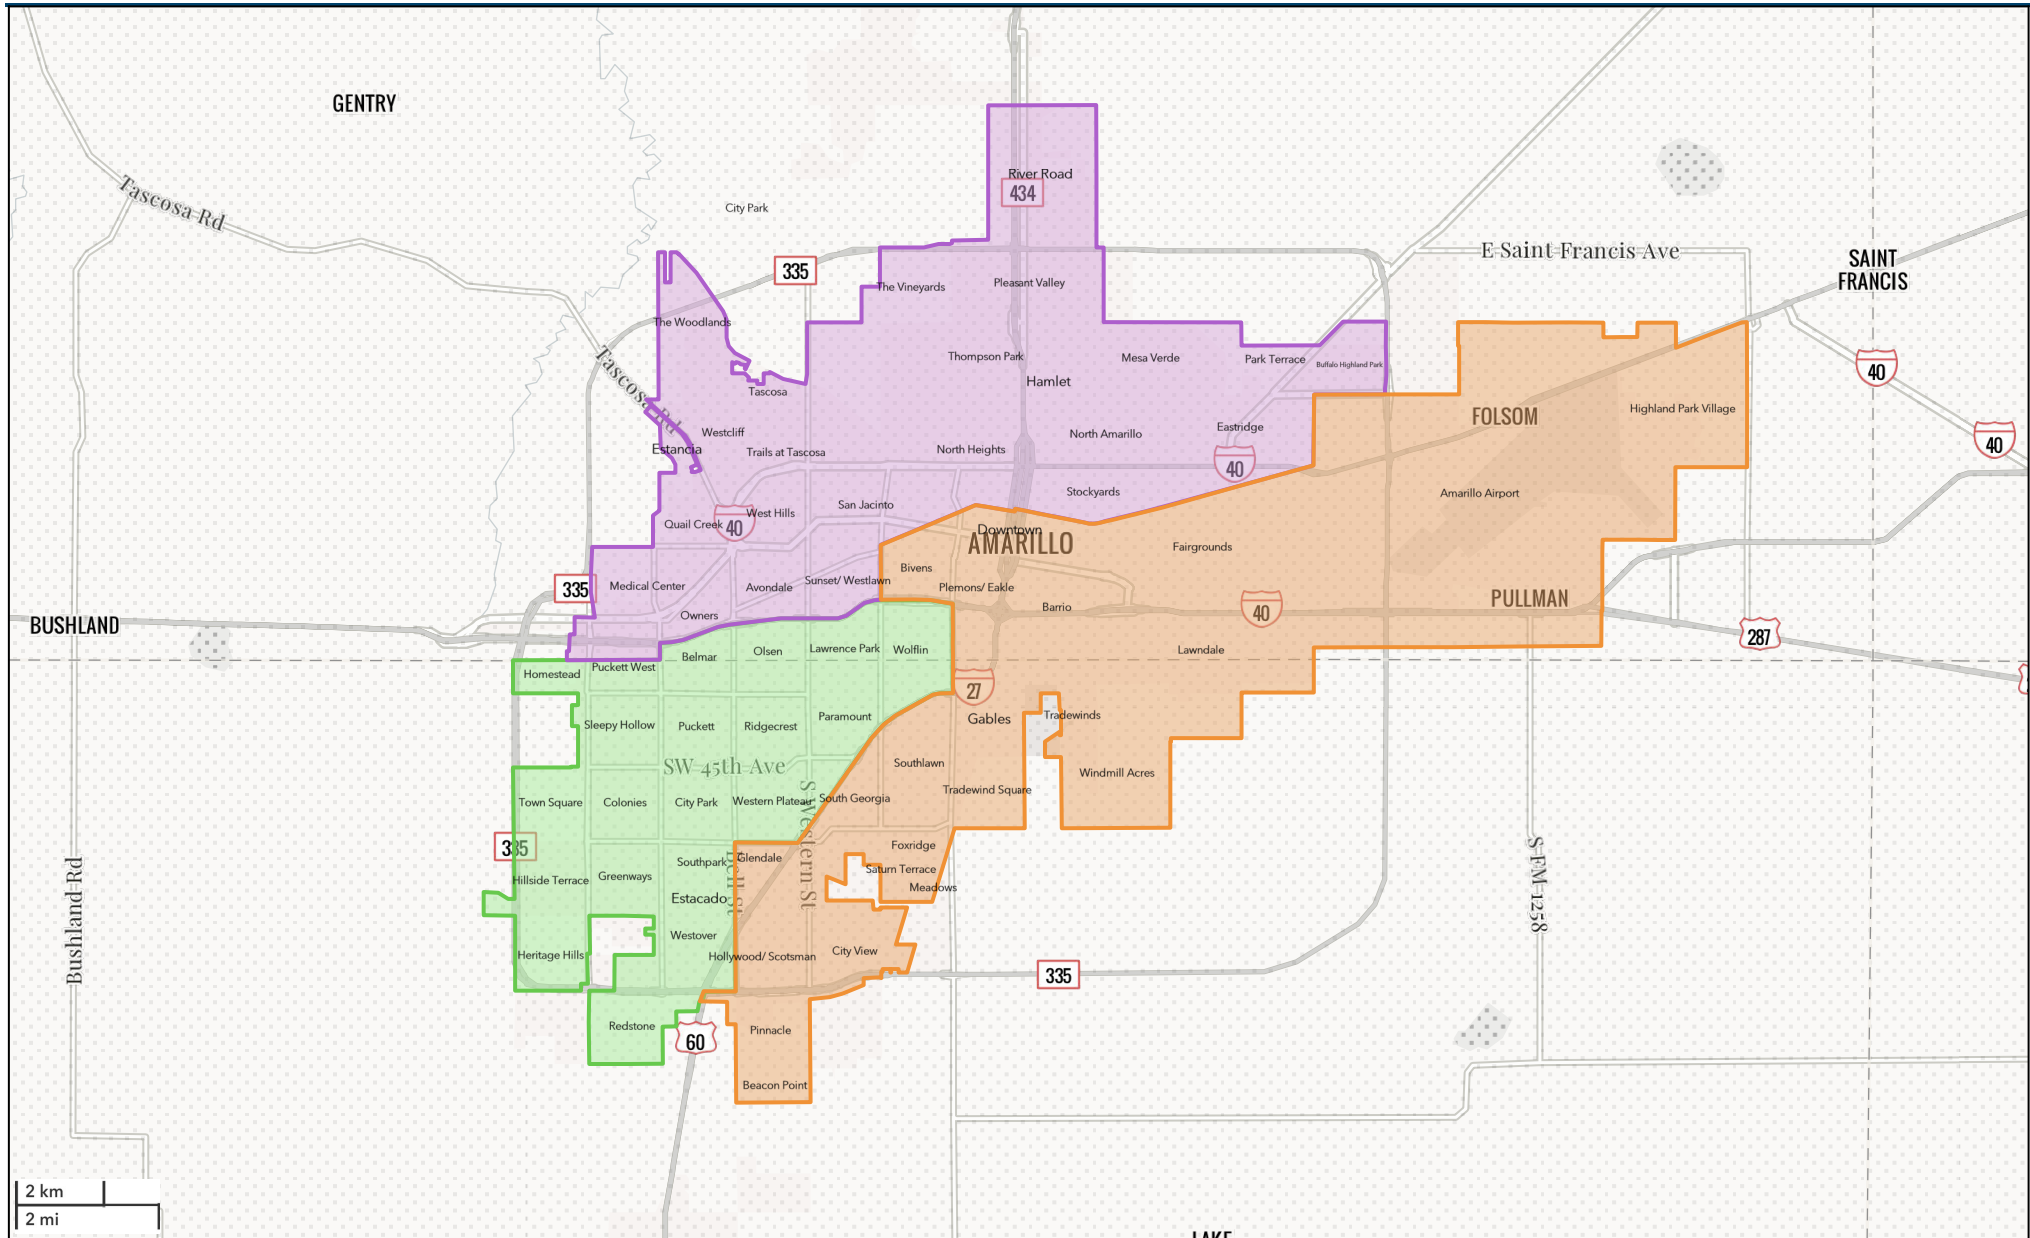 GENTRY
River Road
434
Tascosa Rd
City Park
E Saint Francis Ave
SAINT
FRANCIS
335
Pleasant Valley
The Vineyards
The Woodlands
Thompson Park
Mesa Verde
Park Terrace
Buffalo Highland Park
40
Hamlet
Tascosa
Tascosa Rd
Highland Park Village
FOLSOM
Westcliff
North Amarillo
Eastridge
40
Estancia
Trails at Tascosa
North Heights
40
Stockyards
Amarillo Airport
San Jacinto
West Hills
Quail Creek
40
Downtown
AMARILLO
Fairgrounds
Bivens
Sunset/ Westlawn
335
Medical Center
Avondale
Plemons/ Eakle
PULLMAN
Barrio
40
Owners
BUSHLAND
287
Lawrence Park
Wolflin
Lawndale
Olsen
Belmar
Puckett West
Homestead
27
Gables
Tradewinds
Paramount
Sleepy Hollow
Puckett
Ridgecrest
SW 45th Ave
Southlawn
Windmill Acres
Tradewind Square
Town Square
Colonies
City Park
Western Plateau
South Georgia
S Western St
335
Foxridge
Glendale
Southpark
Saturn Terrace
Hillside Terrace
Greenways
Meadows
Estacado
Bell St
S FM 1258
Bushland Rd
Westover
City View
Heritage Hills
Hollywood/ Scotsman
335
Redstone
60
Pinnacle
Beacon Point
2 km
2 mi
LAKE